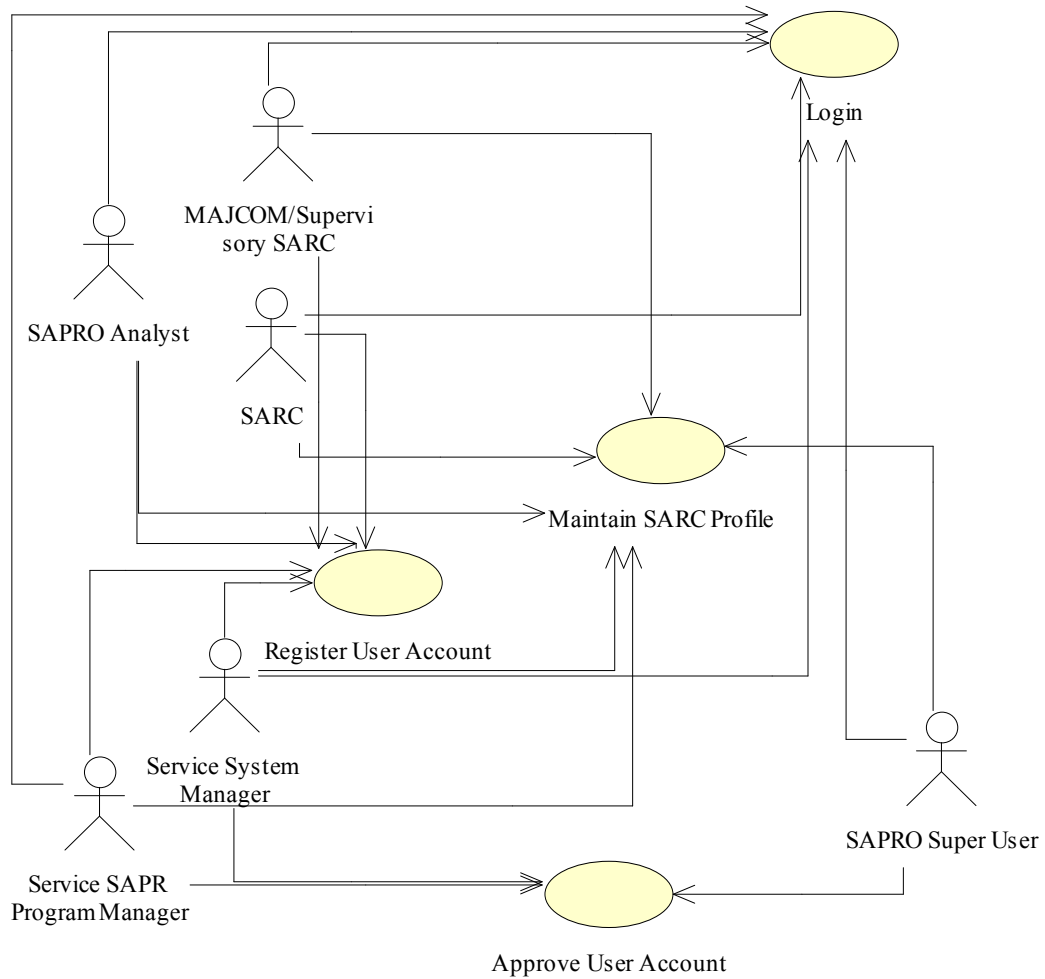 Login
MAJCOM/Supervi
sory SARC
SAPRO Analyst
SARC
Maintain SARC Profile
Register User Account
Service System
Manager
SAPRO Super User
Service SAPR
Program Manager
Approve User Account